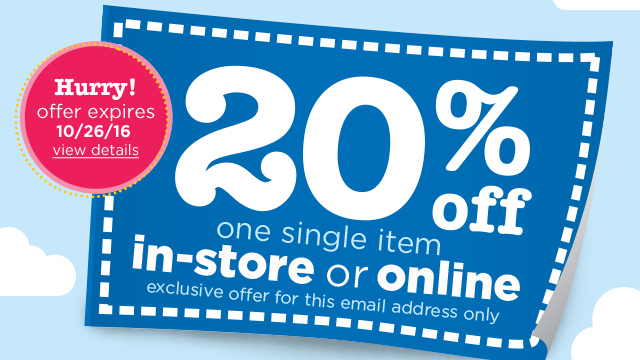 Hurry!
offer expires
10/26/16
view details
20% off
one single item
in-store or online
exclusive offer for this email address only